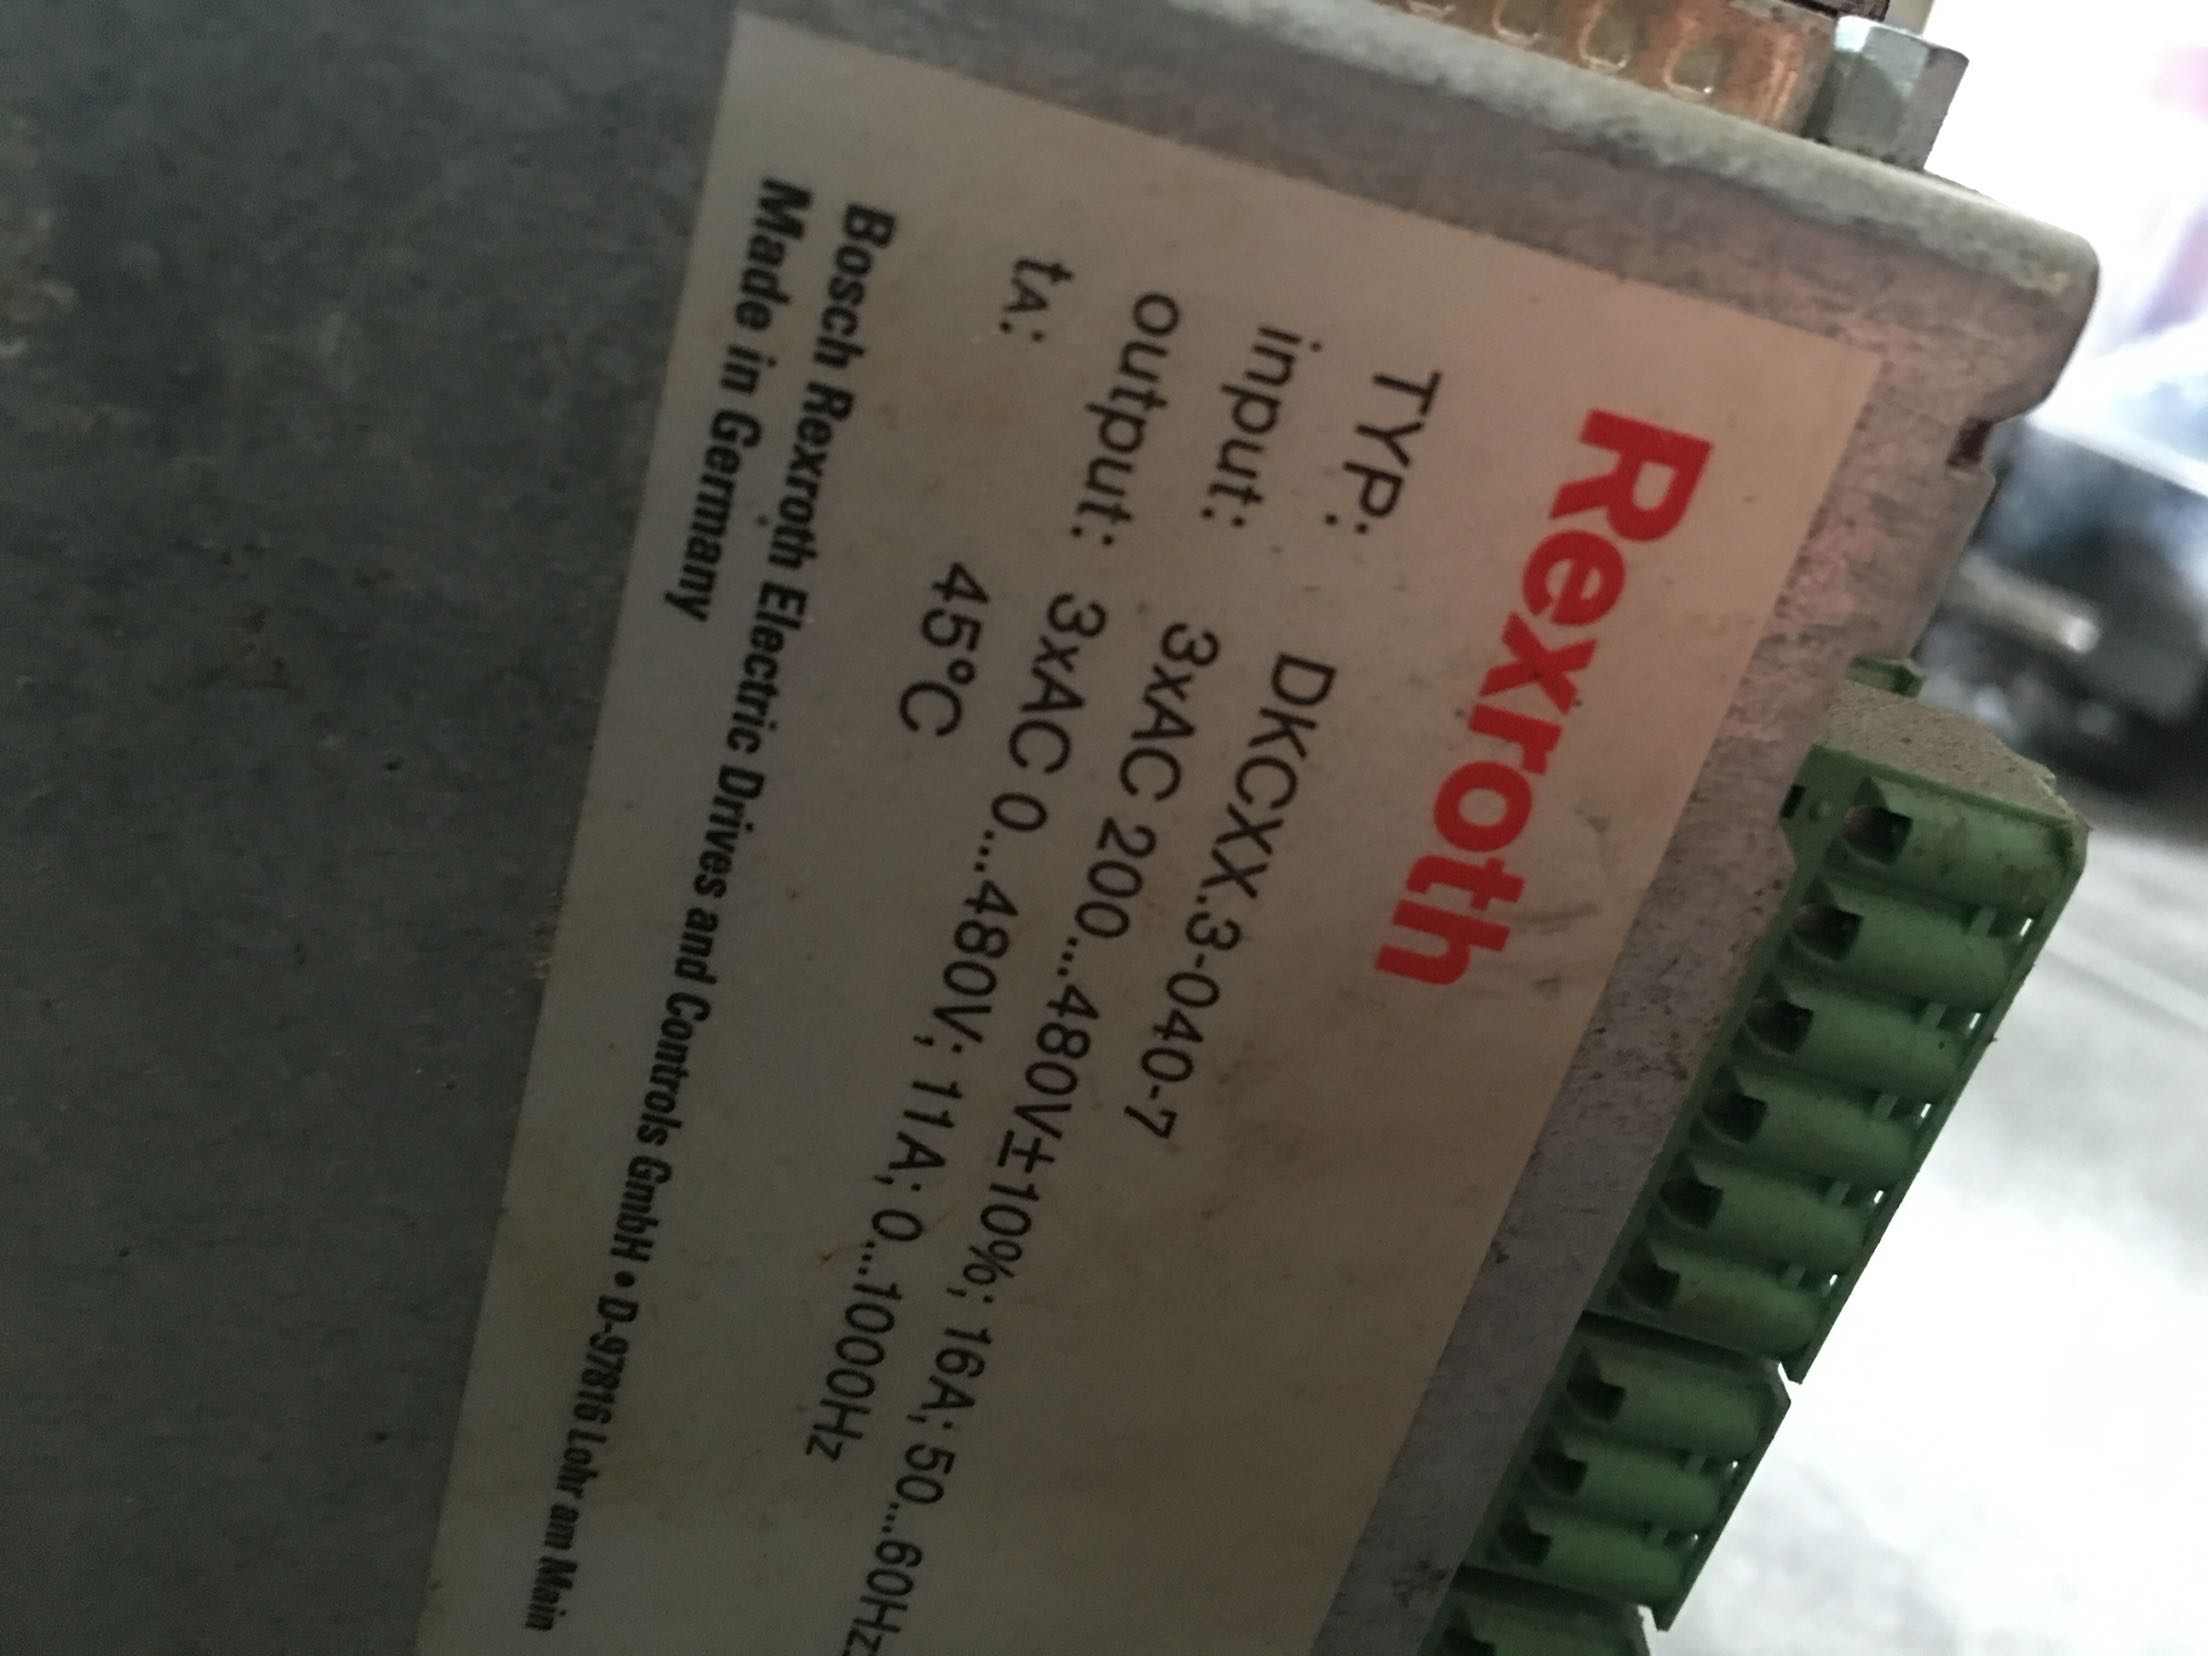 Rexroth
TYP: DKCXX.3-040-7
input: 3xAC 200...480V±10%; 16A; 50...60Hz
output: 3xAC 0...480V; 11A; 0...1000Hz
tA: 45°C
Bosch Rexroth Electric Drives and Controls GmbH • D-97816 Lohr am Main
Made in Germany